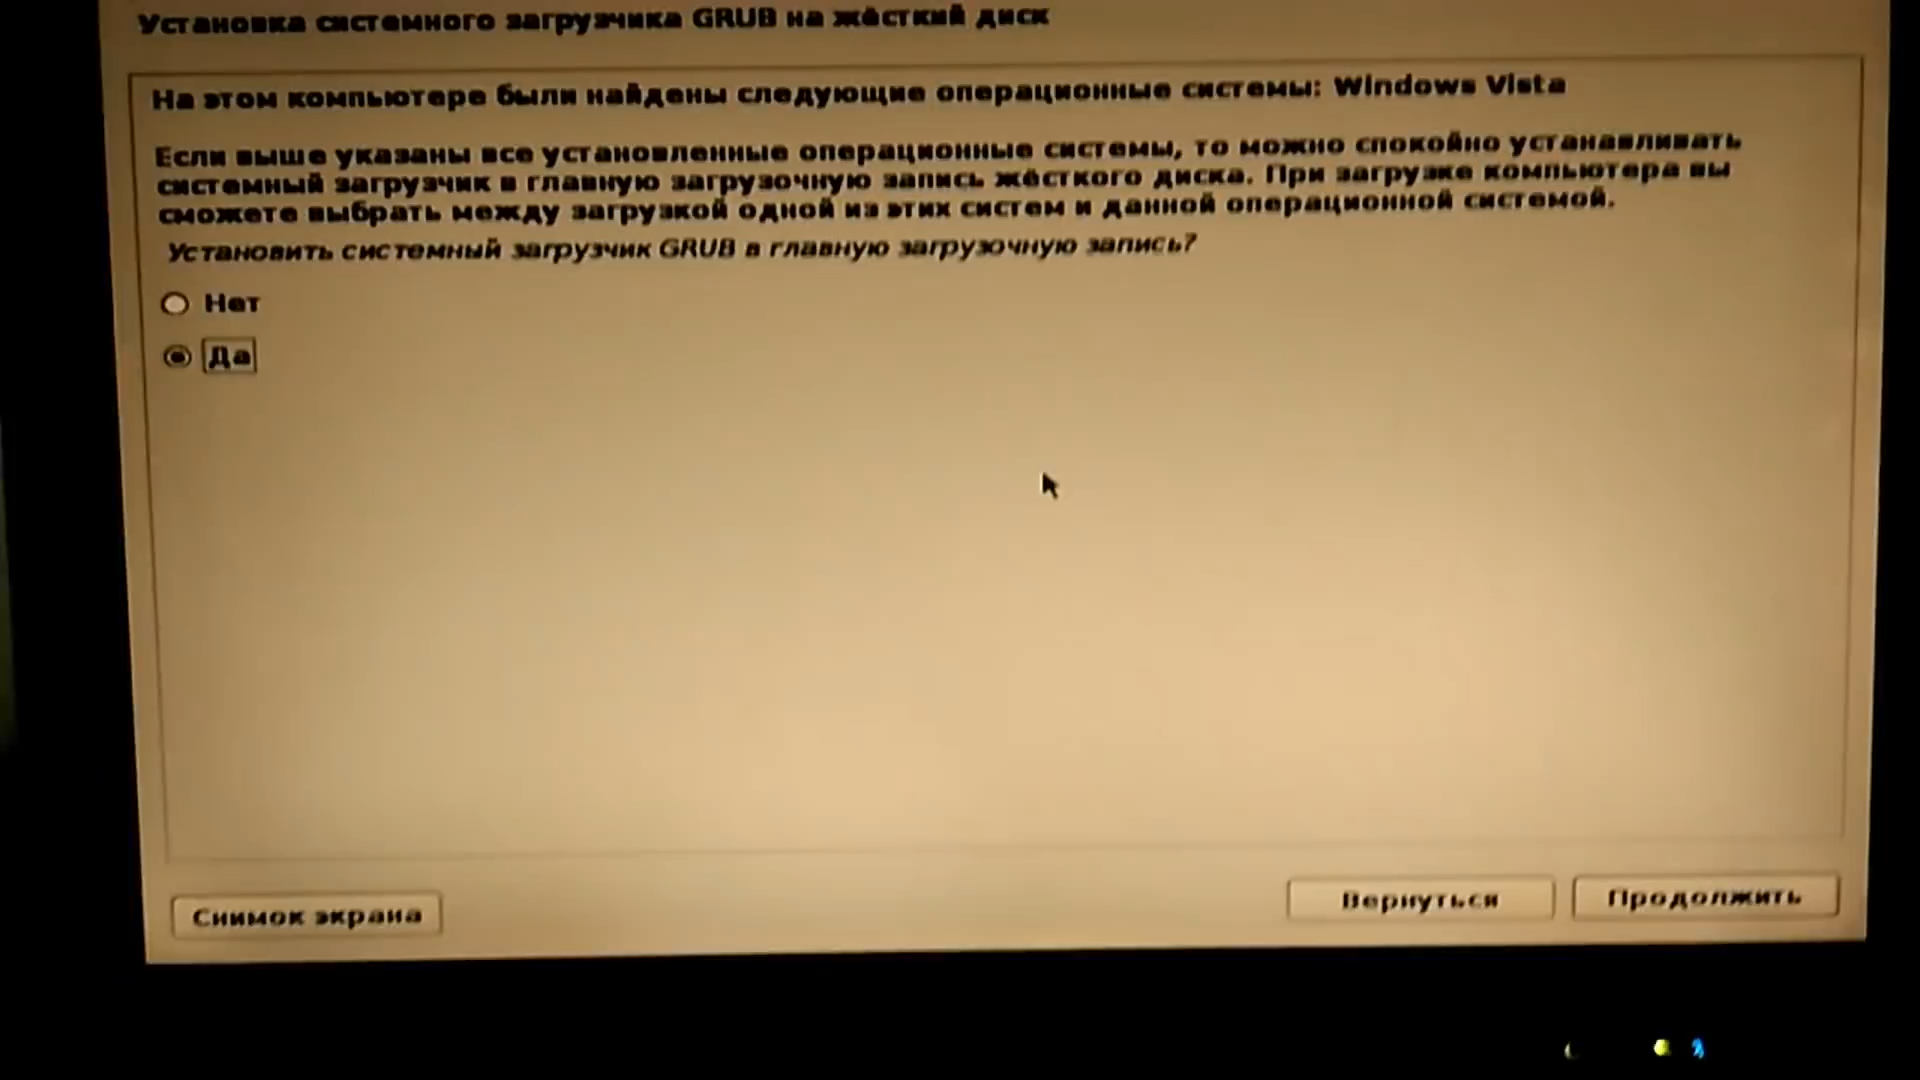 Установка системного загрузчика GRUB на жёсткий диск
На этом компьютере были найдены следующие операционные системы: Windows Vista
Если выше указаны все установленные операционные системы, то можно спокойно устанавливать
системный загрузчик в главную загрузочную запись жёсткого диска. При загрузке компьютера вы
сможете выбрать между загрузкой одной из этих систем и данной операционной системой.
Установить системный загрузчик GRUB в главную загрузочную запись?
Нет
Да
Снимок экрана
Вернуться
Продолжить